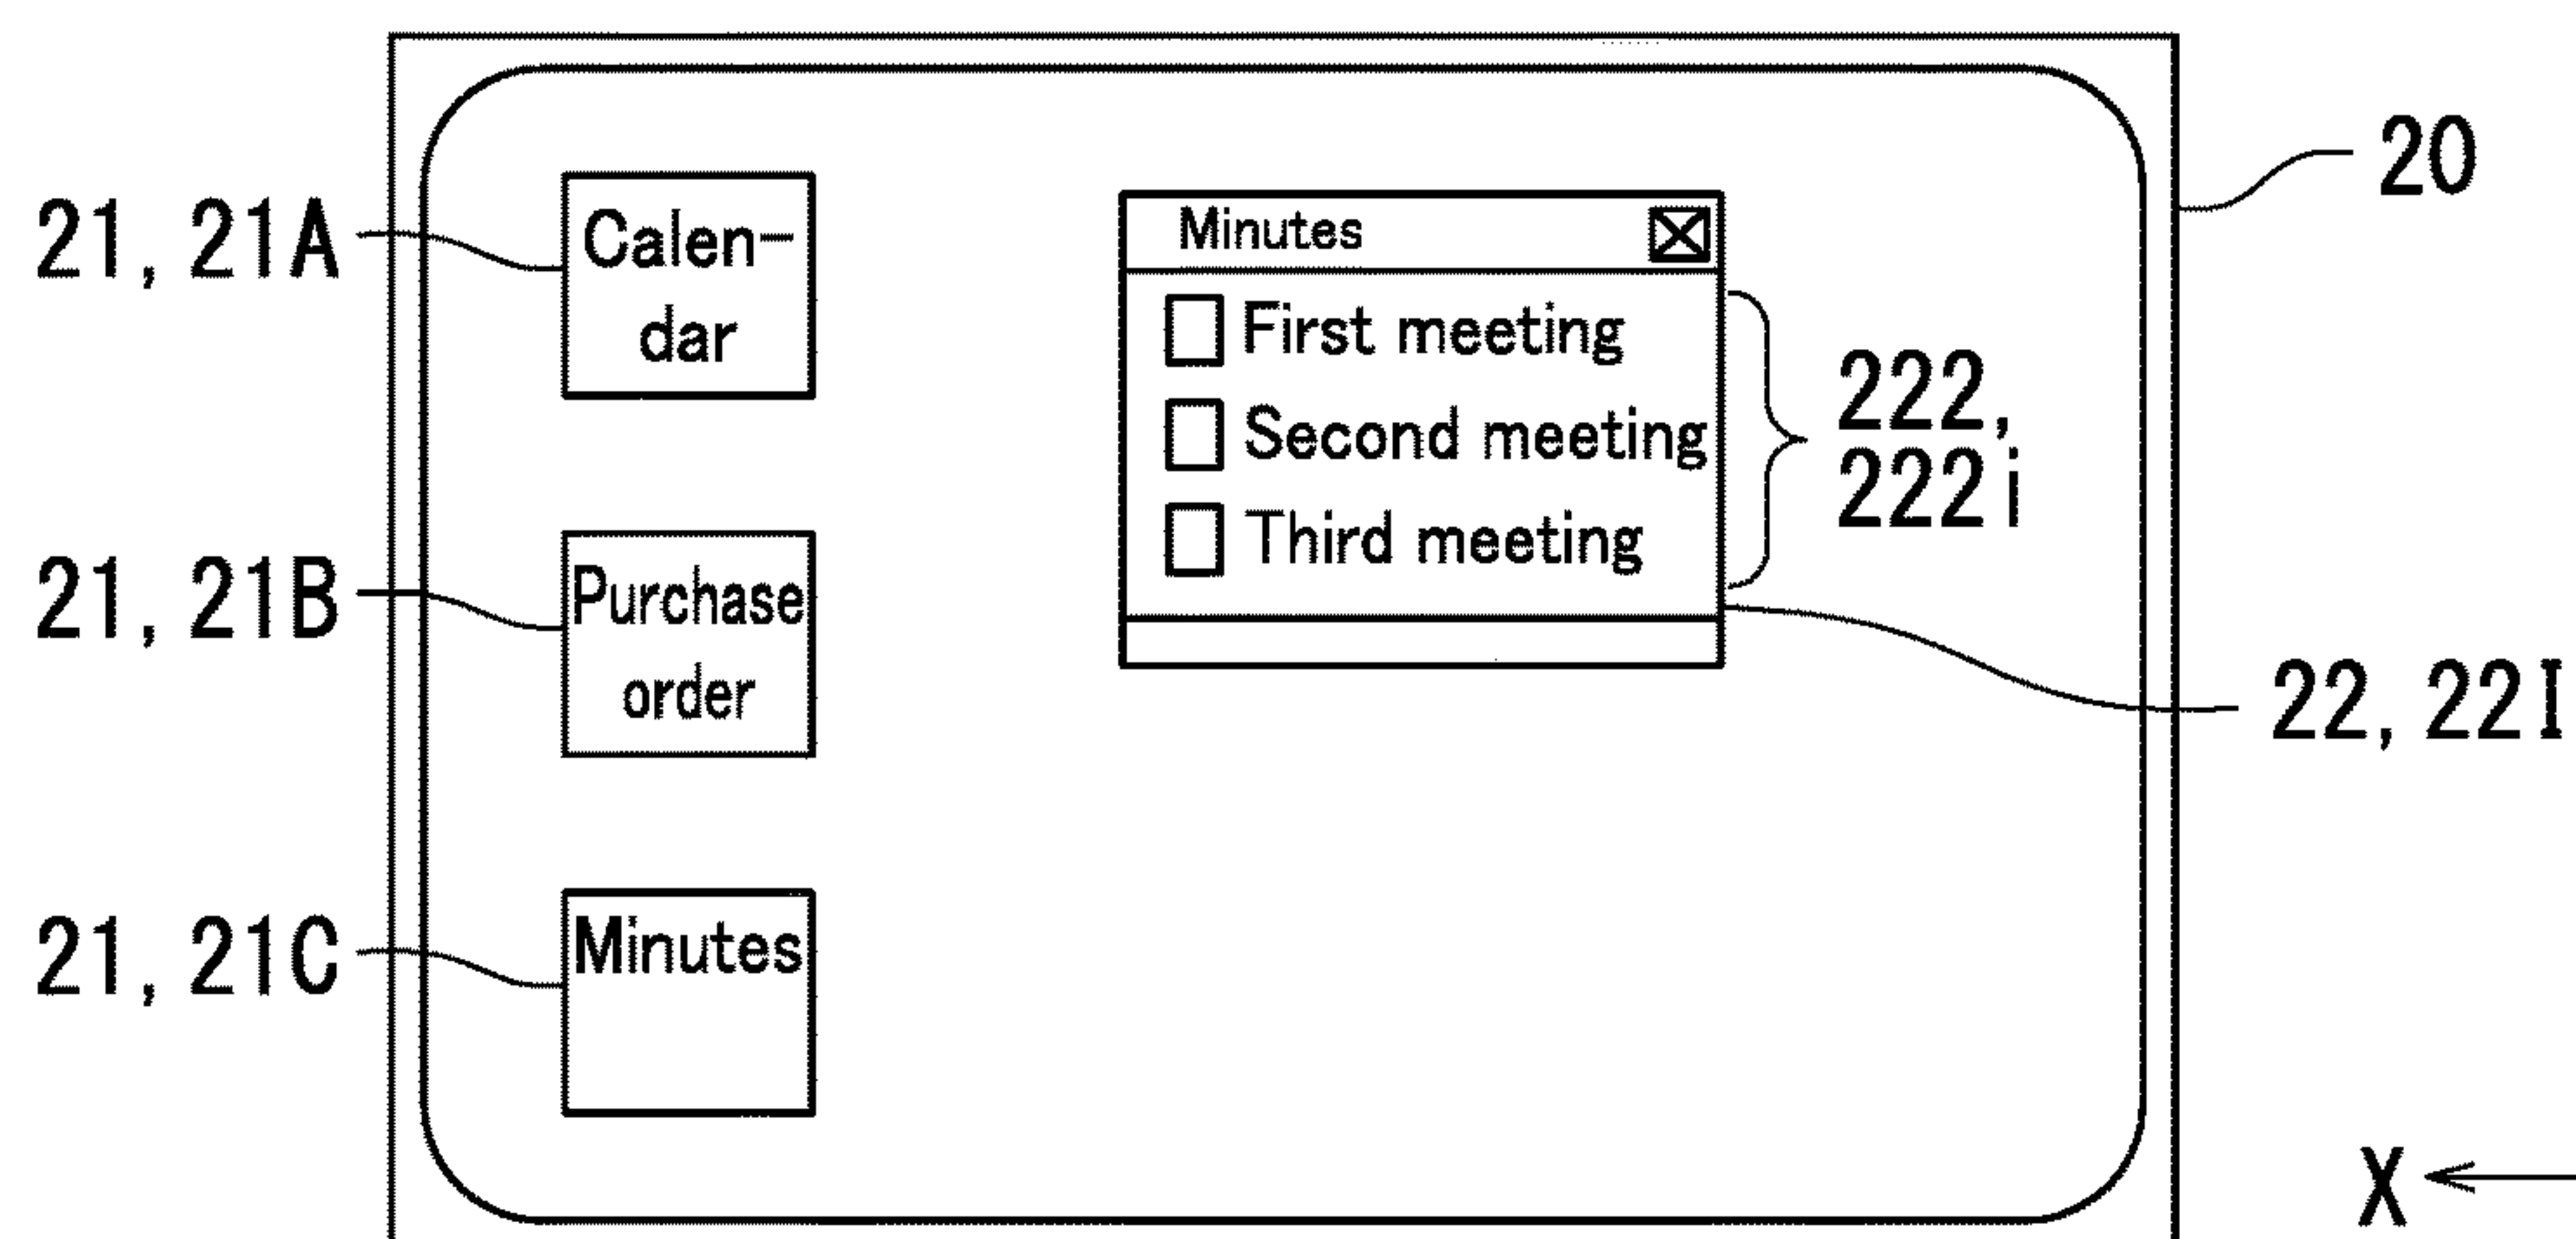 20
21, 21A
Calen-
dar
Minutes
First meeting
Second meeting
Third meeting
222,
222i
21, 21B
Purchase
order
22, 22I
21, 21C
Minutes
X